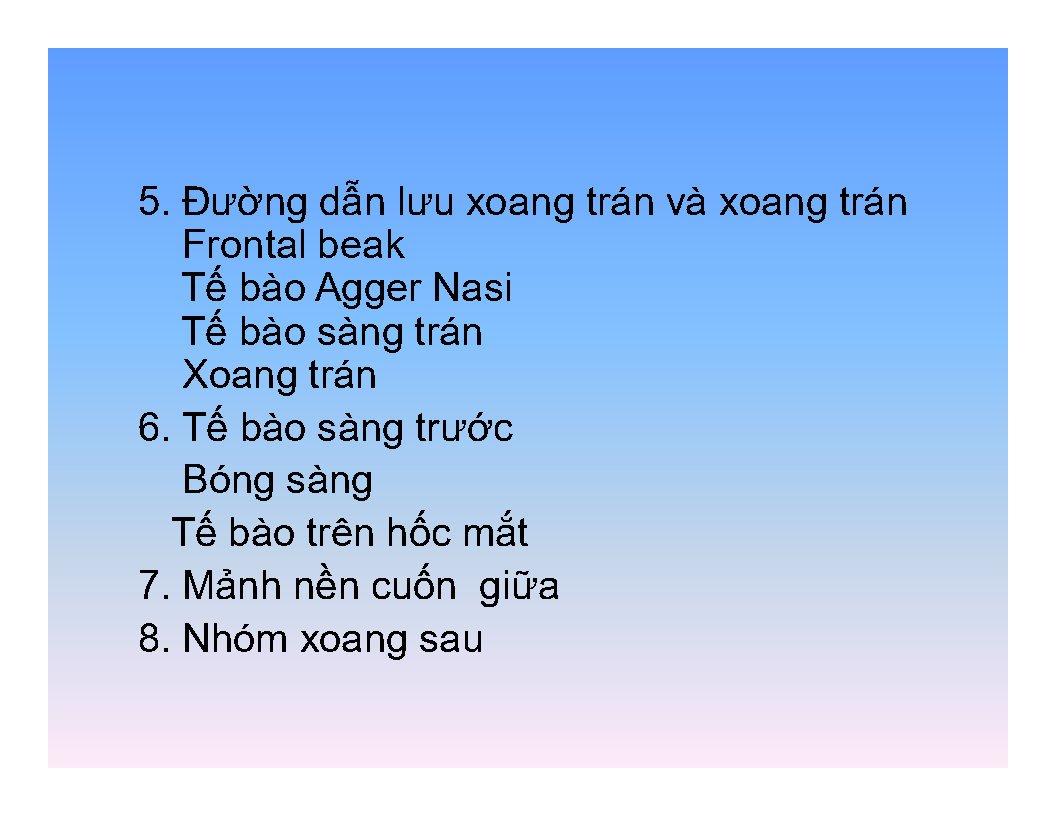 5. Đường dẫn lưu xoang trán và xoang trán
Frontal beak
Tế bào Agger Nasi
Tế bào sàng trán
Xoang trán
6. Tế bào sàng trước
Bóng sàng
Tế bào trên hốc mắt
7. Mảnh nền cuốn giữa
8. Nhóm xoang sau